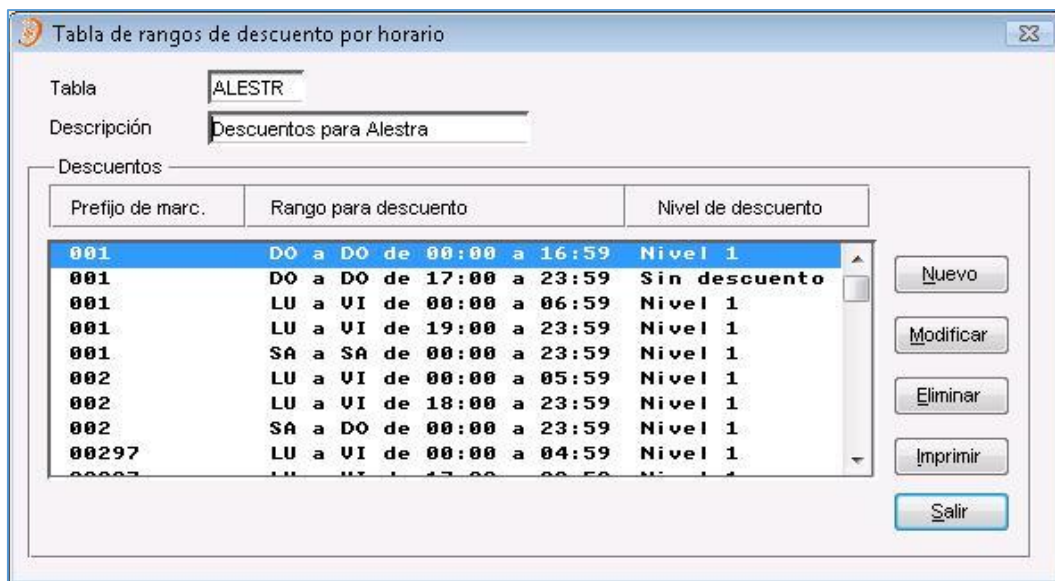 Tabla de rangos de descuento por horario
Tabla ALESTR
Descripción Descuentos para Alestra
Descuentos
Prefijo de marc. Rango para descuento Nivel de descuento
001 DO a DO de 00:00 a 16:59 Nivel 1
001 DO a DO de 17:00 a 23:59 Sin descuento
001 LU a VI de 00:00 a 06:59 Nivel 1
001 LU a VI de 19:00 a 23:59 Nivel 1
001 SA a SA de 00:00 a 23:59 Nivel 1
002 LU a VI de 00:00 a 05:59 Nivel 1
002 LU a VI de 18:00 a 23:59 Nivel 1
002 SA a DO de 00:00 a 23:59 Nivel 1
00297 LU a VI de 00:00 a 04:59 Nivel 1
Nuevo
Modificar
Eliminar
Imprimir
Salir